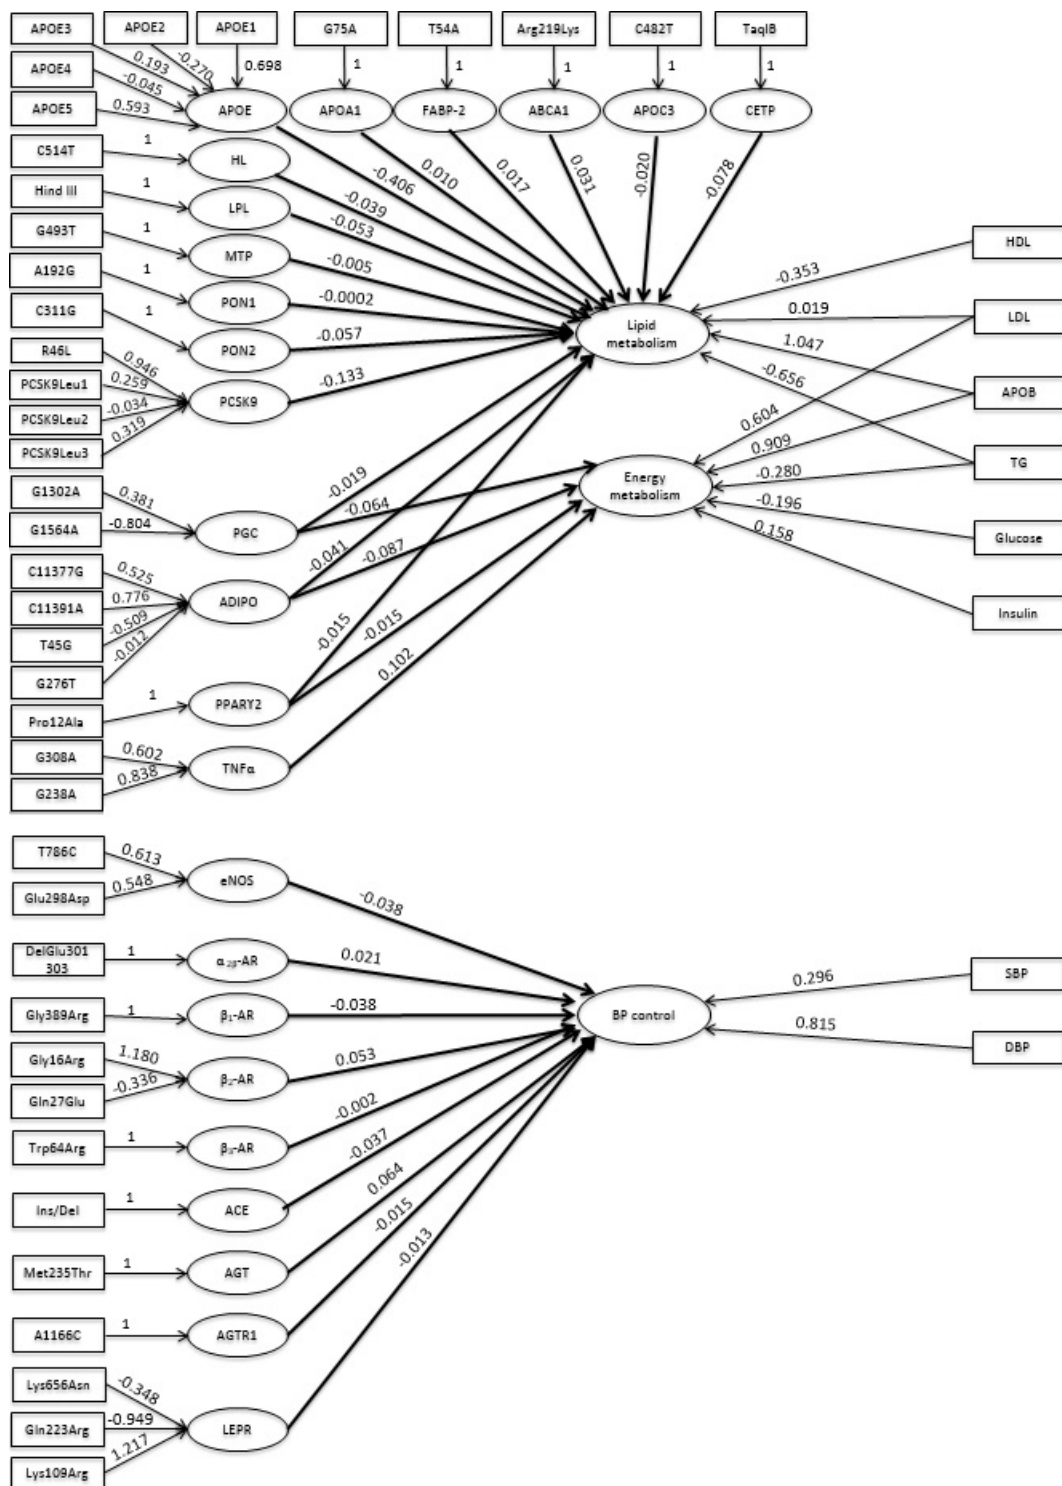 APOE3
APOE2
APOE1
G75A
T54A
Arg219Lys
C482T
TaqIB
0.193
-0.270
0.698
1
1
1
1
1
APOE4
-0.045
APOE5
0.593
APOE
APOA1
FABP-2
ABCA1
APOC3
CETP
C514T
1
HL
-0.406
0.010
0.017
0.031
-0.020
-0.078
Hind III
1
LPL
-0.039
-0.053
G493T
1
MTP
-0.005
HDL
-0.353
A192G
1
PON1
-0.0002
C311G
1
PON2
-0.057
Lipid
metabolism
0.019
LDL
1.047
R46L
0.946
PCSK9Leu1
0.259
PCSK9Leu2
-0.034
PCSK9Leu3
0.319
PCSK9
-0.133
-0.656
APOB
0.604
0.909
TG
-0.280
G1302A
0.381
G1564A
-0.804
PGC
-0.019
-0.064
Energy
metabolism
-0.196
Glucose
0.158
C11377G
0.525
C11391A
0.776
T45G
-0.509
G276T
-0.012
ADIPO
-0.041
-0.087
Insulin
Pro12Ala
1
PPARY2
-0.015
-0.015
G308A
0.602
G238A
0.838
TNFα
0.102
T786C
0.613
Glu298Asp
0.548
eNOS
-0.038
DelGlu301
303
1
α2β-AR
0.021
SBP
0.296
Gly389Arg
1
β1-AR
-0.038
BP control
0.815
DBP
Gly16Arg
1.180
Gln27Glu
-0.336
β2-AR
0.053
Trp64Arg
1
β3-AR
-0.002
Ins/Del
1
ACE
-0.037
Met235Thr
1
AGT
0.064
A1166C
1
AGTR1
-0.015
Lys656Asn
-0.348
Gln223Arg
-0.949
Lys109Arg
1.217
LEPR
-0.013